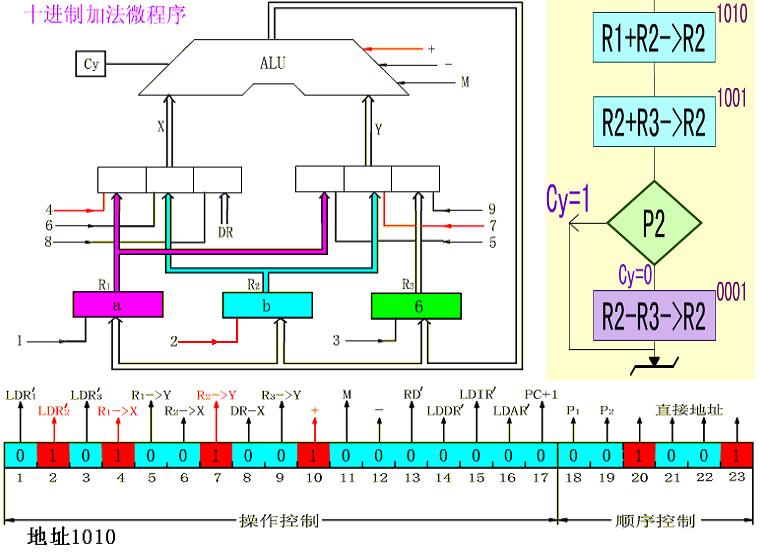 十进制加法微程序
1010
R1+R2->R2
Cy
ALU
+
-
M
1001
R2+R3->R2
X
Y
Cy=1
P2
4
6
8
DR
9
7
5
Cy=0
R1
R2
R3
a
b
6
0001
R2-R3->R2
1
2
3
LDR1′ LDR3′ R1->Y R2->Y R3->Y M RD′ LDIR′ PC+1
LDR2′ R1->X R2->X DR-X + - LDDR′ LDAR′ P1 P2 直接地址
0 1 0 1 0 0 1 0 0 1 0 0 0 0 0 0 0 0 0 1 0 0 1
1 2 3 4 5 6 7 8 9 10 11 12 13 14 15 16 17 18 19 20 21 22 23
操作控制 顺序控制
地址1010